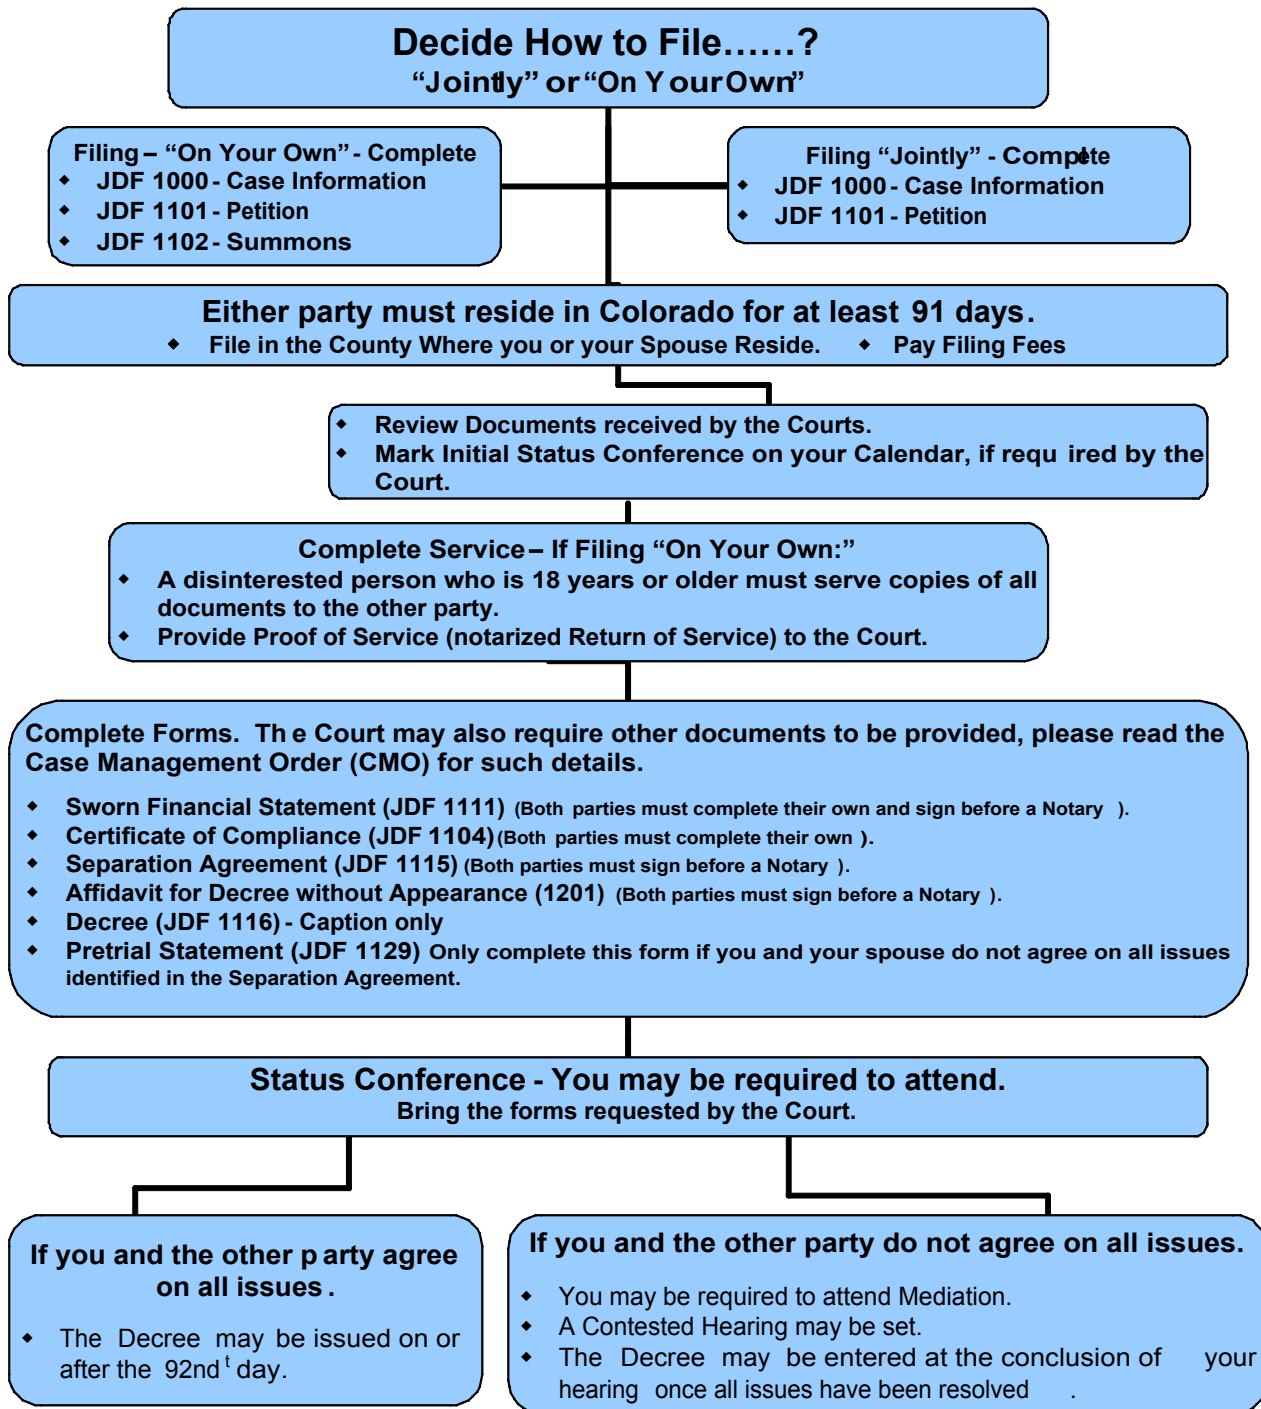 Decide How to File……?
“Jointly” or “On Your Own”
Filing – “On Your Own” - Complete
◆ JDF 1000 - Case Information
◆ JDF 1101 - Petition
◆ JDF 1102 - Summons
Filing “Jointly” - Complete
◆ JDF 1000 - Case Information
◆ JDF 1101 - Petition
Either party must reside in Colorado for at least 91 days.
◆ File in the County Where you or your Spouse Reside. ◆ Pay Filing Fees
◆ Review Documents received by the Courts.
◆ Mark Initial Status Conference on your Calendar, if requ ired by the
Court.
Complete Service – If Filing “On Your Own:”
◆ A disinterested person who is 18 years or older must serve copies of all
documents to the other party.
◆ Provide Proof of Service (notarized Return of Service) to the Court.
Complete Forms. Th e Court may also require other documents to be provided, please read the
Case Management Order (CMO) for such details.
◆ Sworn Financial Statement (JDF 1111) (Both parties must complete their own and sign before a Notary ).
◆ Certificate of Compliance (JDF 1104) (Both parties must complete their own ).
◆ Separation Agreement (JDF 1115) (Both parties must sign before a Notary ).
◆ Affidavit for Decree without Appearance (1201) (Both parties must sign before a Notary ).
◆ Decree (JDF 1116) - Caption only
◆ Pretrial Statement (JDF 1129) Only complete this form if you and your spouse do not agree on all issues
identified in the Separation Agreement.
Status Conference - You may be required to attend.
Bring the forms requested by the Court.
If you and the other p arty agree
on all issues .
◆ The Decree may be issued on or
after the 92nd t day.
If you and the other party do not agree on all issues.
◆ You may be required to attend Mediation.
◆ A Contested Hearing may be set.
◆ The Decree may be entered at the conclusion of your
hearing once all issues have been resolved .